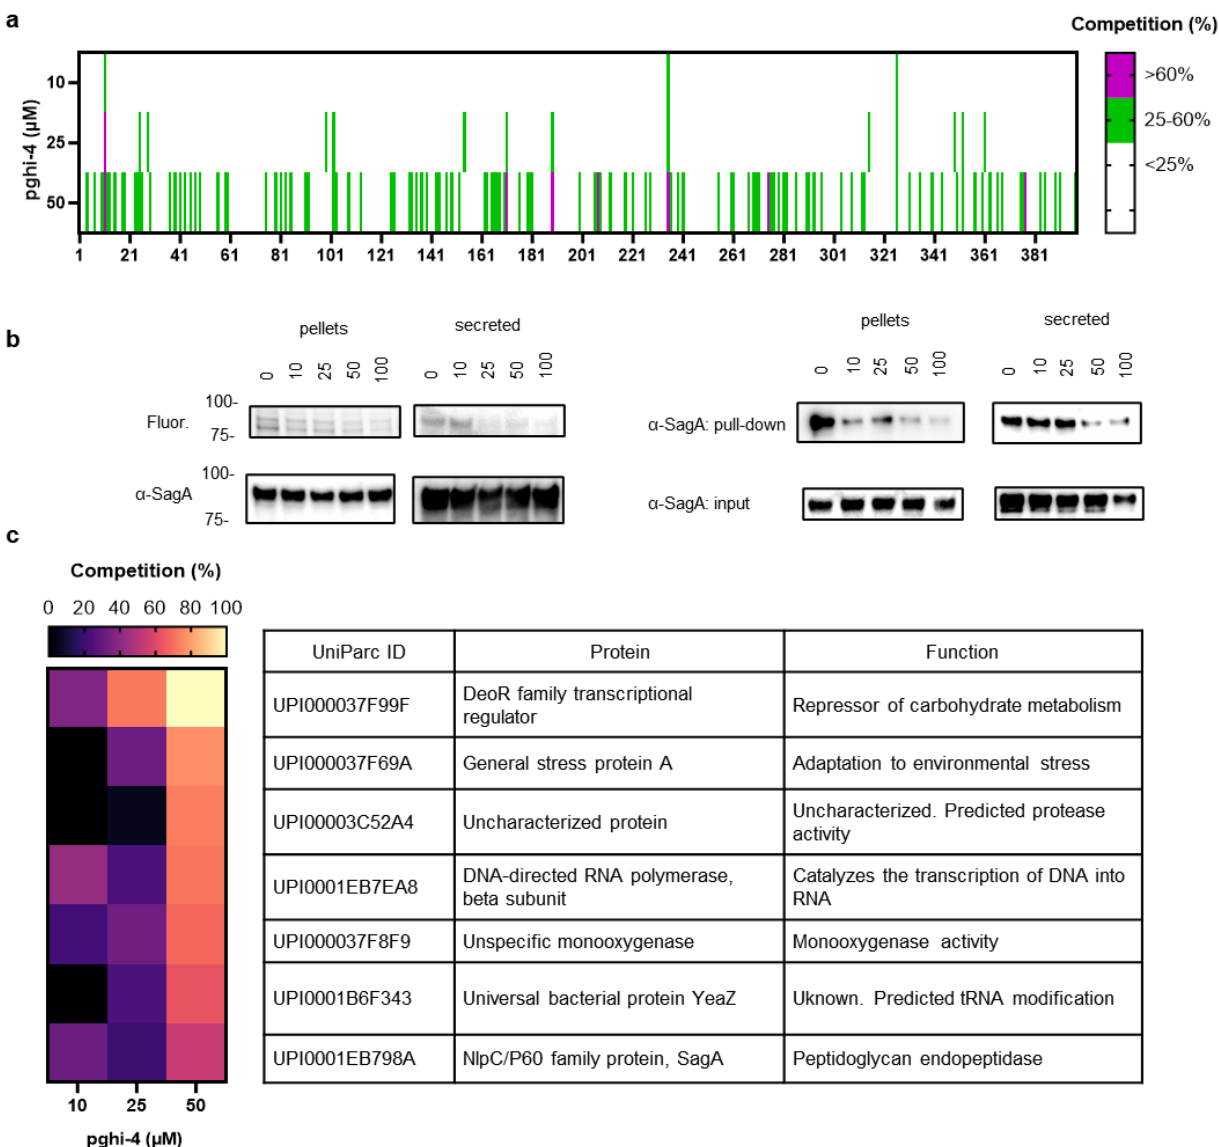 a
Competition (%)
pghi-4 (µM)
10
25
50
1 21 41 61 81 101 121 141 161 181 201 221 241 261 281 301 321 341 361 381
>60%
25-60%
<25%
b
pellets
secreted
0 10 25 50 100
0 10 25 50 100
Fluor.
100-
75-
α-SagA
100-
75-
pellets
secreted
0 10 25 50 100
0 10 25 50 100
α-SagA: pull-down
α-SagA: input
c
Competition (%)
0 20 40 60 80 100
10 25 50
pghi-4 (µM)
UniParc ID Protein Function
UPI000037F99F DeoR family transcriptional
regulator Repressor of carbohydrate metabolism
UPI000037F69A General stress protein A Adaptation to environmental stress
UPI00003C52A4 Uncharacterized protein Uncharacterized. Predicted protease
activity
UPI0001EB7EA8 DNA-directed RNA polymerase,
beta subunit Catalyzes the transcription of DNA into
RNA
UPI000037F8F9 Unspecific monooxygenase Monooxygenase activity
UPI0001B6F343 Universal bacterial protein YeaZ Uknown. Predicted tRNA modification
UPI0001EB798A NlpC/P60 family protein, SagA Peptidoglycan endopeptidase